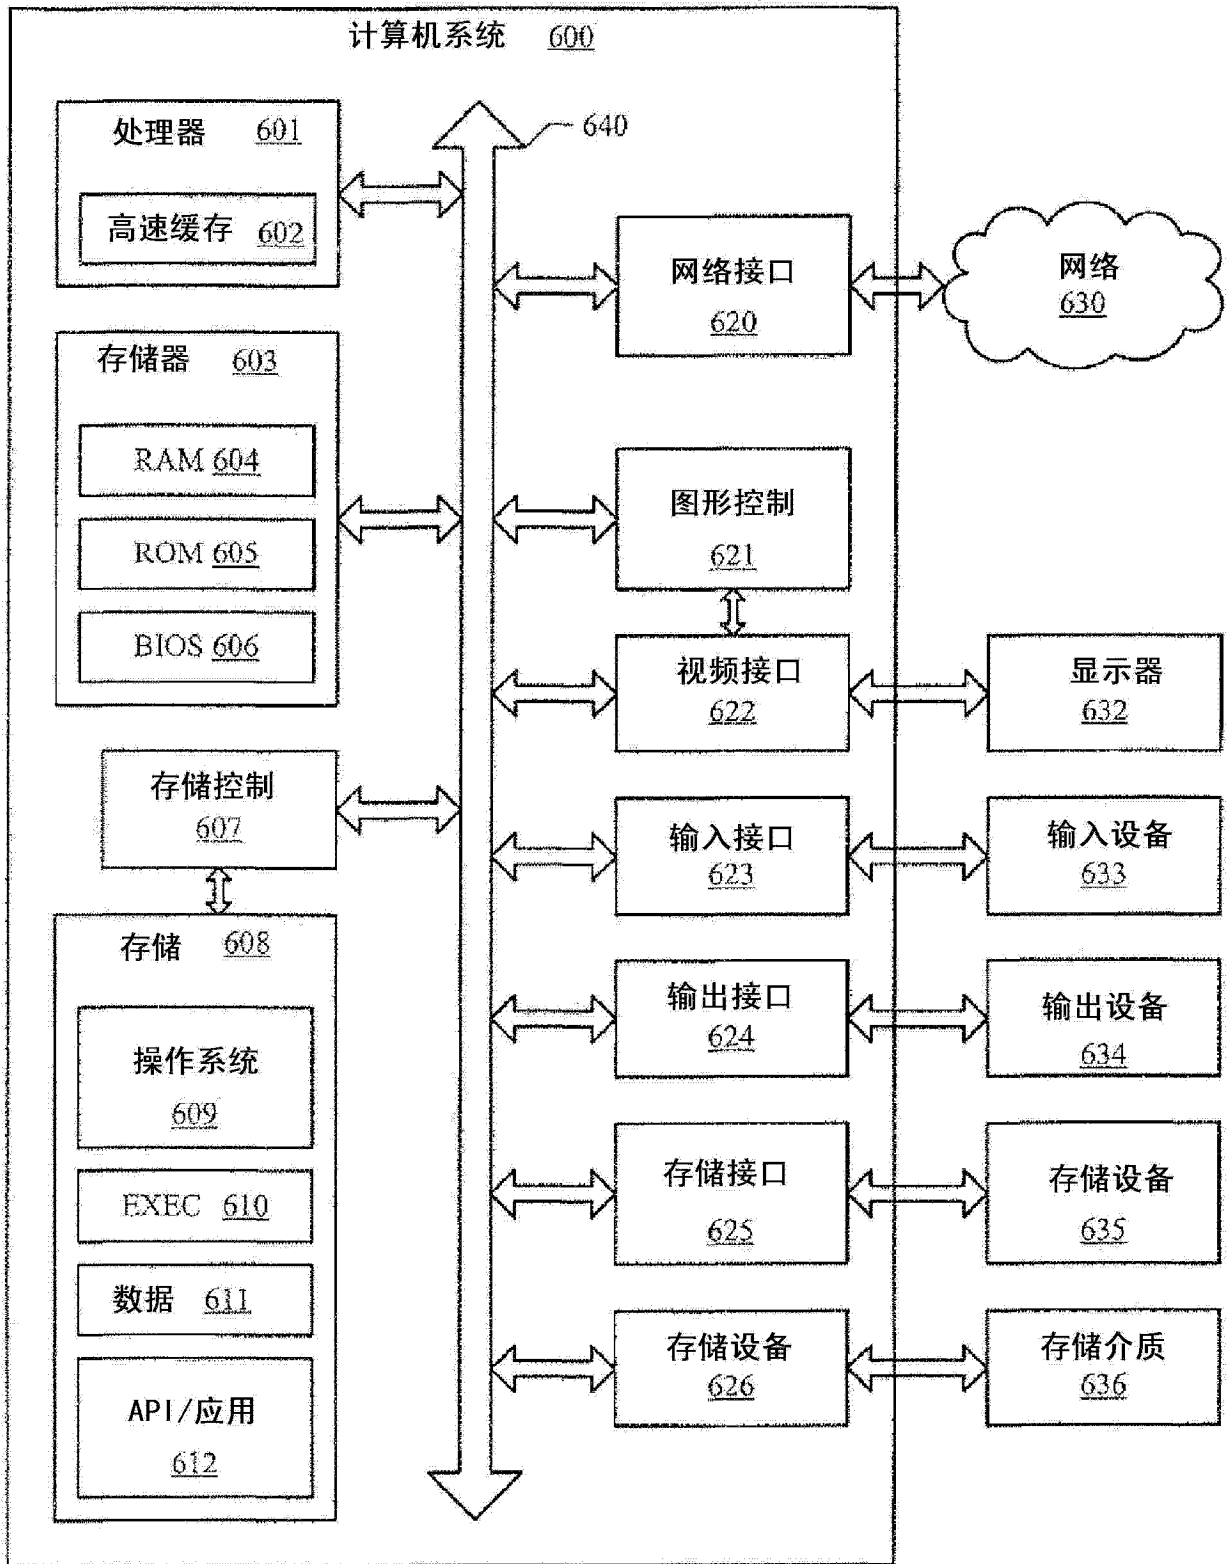 计算机系统 600
处理器 601
高速缓存 602
640
网络接口
620
网络
630
存储器 603
RAM 604
ROM 605
BIOS 606
图形控制
621
视频接口
622
显示器
632
存储控制
607
输入接口
623
输入设备
633
存储 608
操作系统
609
EXEC 610
数据 611
API/应用
612
输出接口
624
输出设备
634
存储接口
625
存储设备
635
存储设备
626
存储介质
636